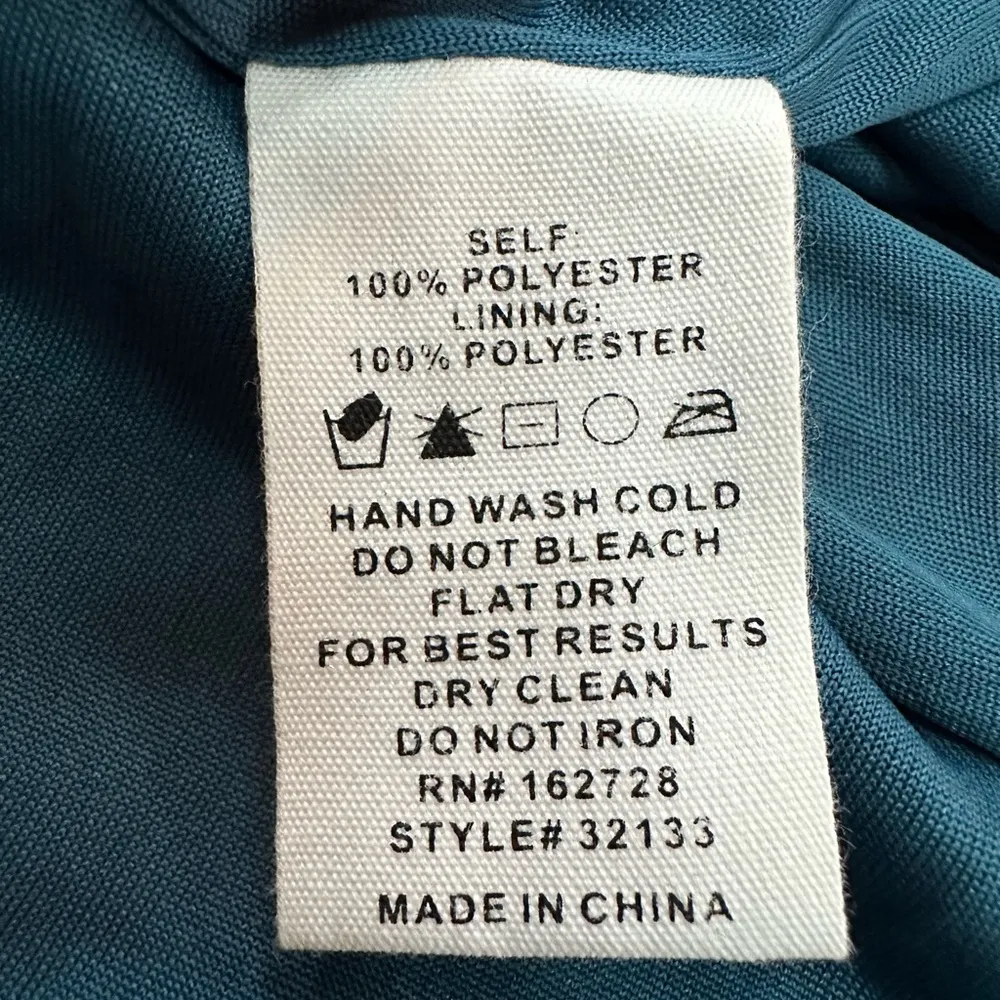 SELF:
100% POLYESTER
LINING:
100% POLYESTER
HAND WASH COLD
DO NOT BLEACH
FLAT DRY
FOR BEST RESULTS
DRY CLEAN
DO NOT IRON
RN# 162728
STYLE# 32133
MADE IN CHINA